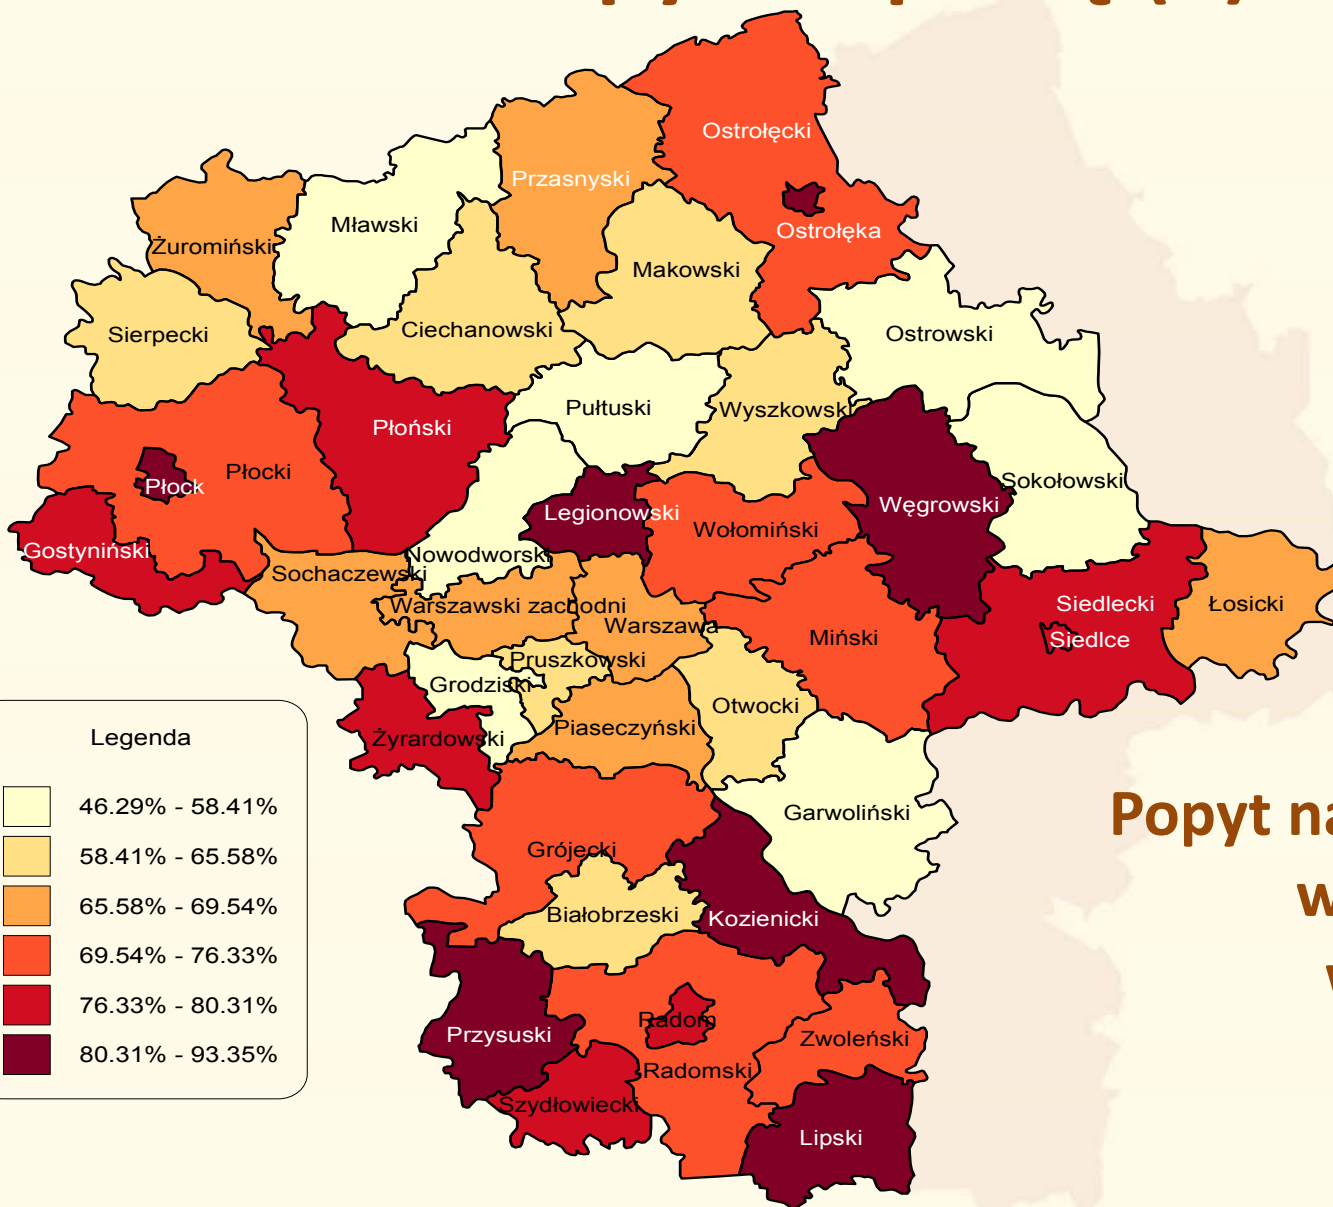 Ostrołęcki
Przasnyski
Mławski
Ostrołęka
Żuromiński
Makowski
Sierpecki
Ciechanowski
Ostrowski
Pułtuski
Wyszkowski
Płoński
Płocki
Płock
Sokołowski
Węgrowski
Legionowski
Wołomiński
Gostyniński
Nowodworski
Sochaczewski
Warszawski zachodni
Siedlecki
Łosicki
Warszawa
Miński
Siedlce
Pruszkowski
Grodziski
Otwocki
Piaseczyński
Żyrardowski
Garwoliński
Grójecki
Białobrzeski
Kozienicki
Radom
Przysuski
Zwoleński
Radomski
Szydłowiecki
Lipski
Legenda
46.29% - 58.41%
58.41% - 65.58%
65.58% - 69.54%
69.54% - 76.33%
76.33% - 80.31%
80.31% - 93.35%
Popyt na
w